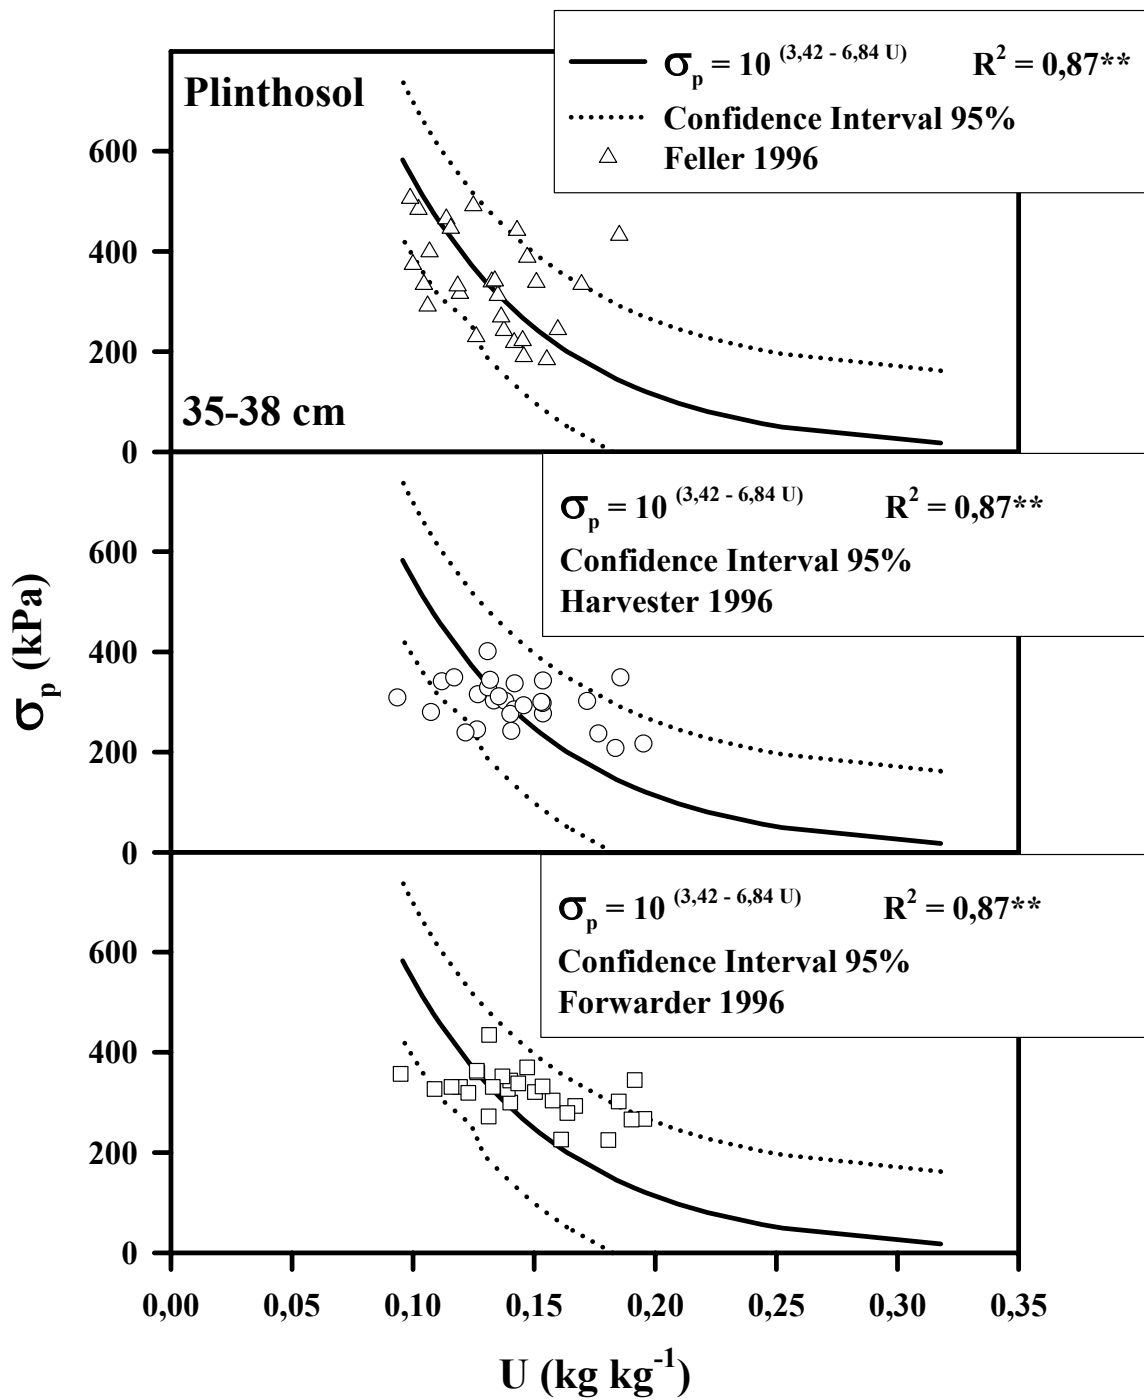 σp = 10 (3,42 - 6,84 U) R2 = 0,87**
Plinthosol
Confidence Interval 95%
Feller 1996
600
400
200
35-38 cm
0
σp = 10 (3,42 - 6,84 U) R2 = 0,87**
Confidence Interval 95%
Harvester 1996
600
400
200
0
σp (kPa)
σp = 10 (3,42 - 6,84 U) R2 = 0,87**
Confidence Interval 95%
Forwarder 1996
600
400
200
0
0,00 0,05 0,10 0,15 0,20 0,25 0,30 0,35
U (kg kg-1)